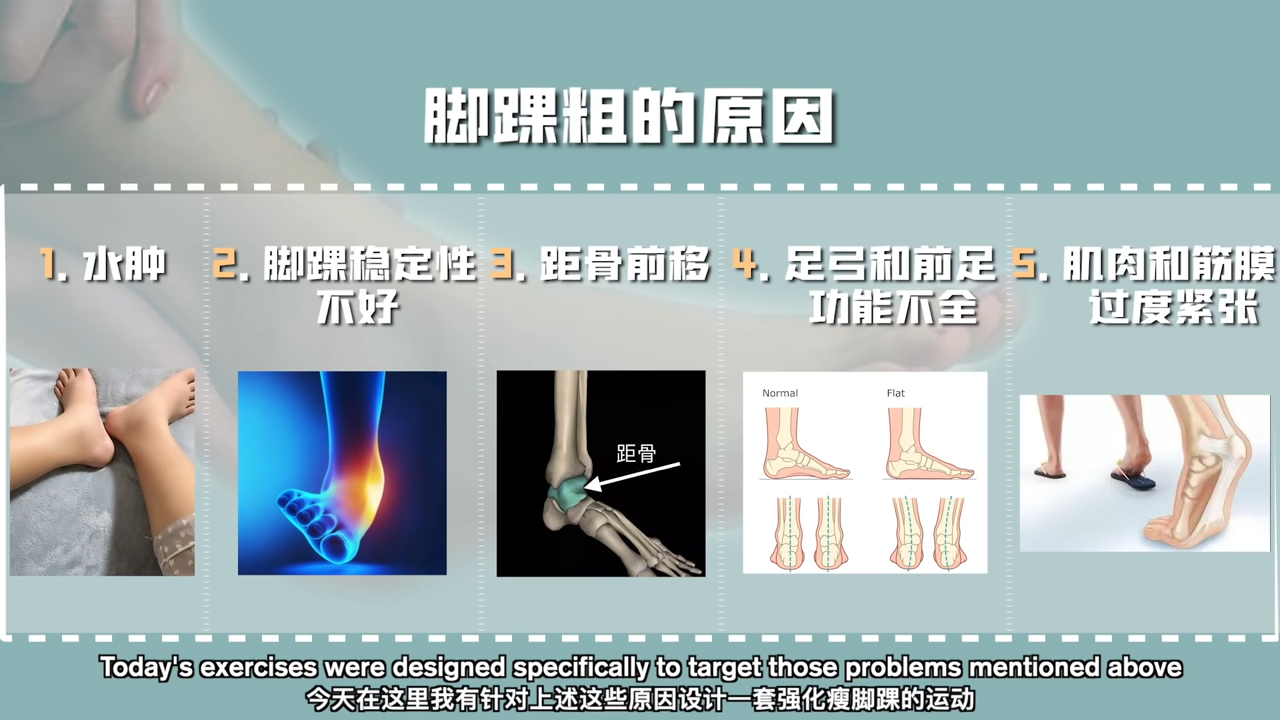 脚踝粗的原因
1. 水肿
2. 脚踝稳定性
不好
3. 距骨前移
4. 足弓和前足
功能不全
5. 肌肉和筋膜
过度紧张
距骨
Normal
Flat
Today's exercises were designed specifically to target those problems mentioned above
今天在这里我有针对上述这些原因设计一套强化瘦脚踝的运动